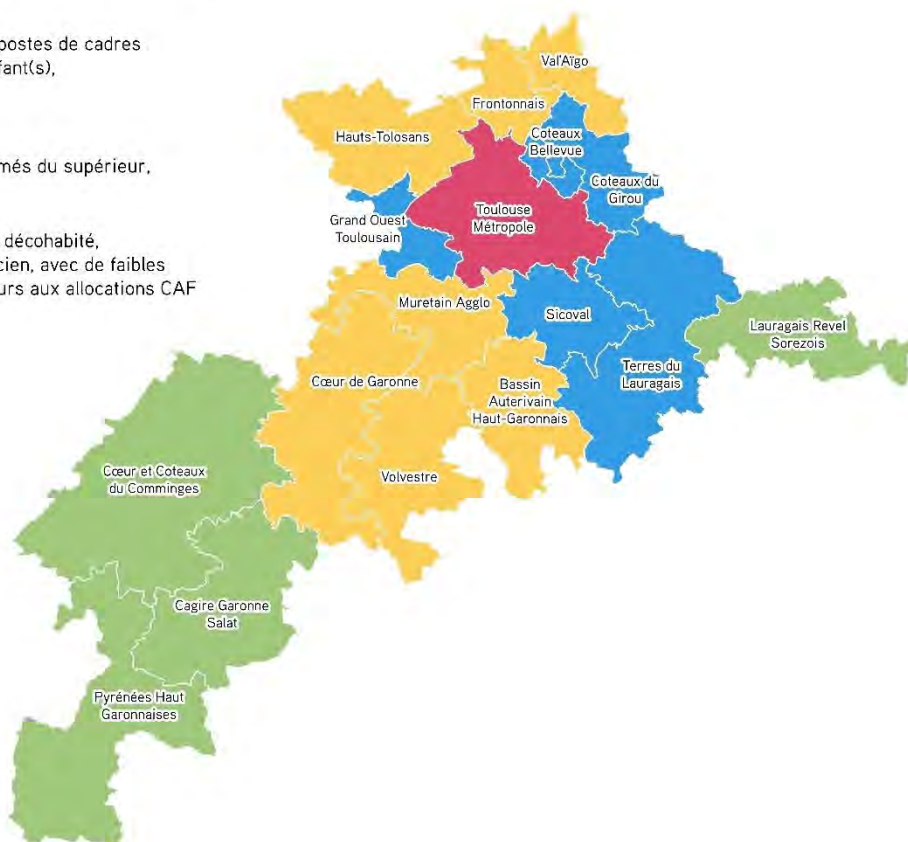 postes de cadres
fant(s),
més du supérieur,
décohabité,
cien, avec de faibles
urs aux allocations CAF
Val'Aïgo
Frontonnais
Hauts-Tolosans
Coteaux
Bellevue
Coteaux du
Girou
Toulouse
Métropole
Grand Ouest
Toulousain
Muretain Agglo
Sicoval
Lauragais Revel
Sorezois
Terres du
Lauragais
Cœur de Garonne
Bassin
Auterivain
Haut-Garonnais
Volvestre
Cœur et Coteaux
du Comminges
Cagire Garonne
Salat
Pyrénées Haut
Garonnaises